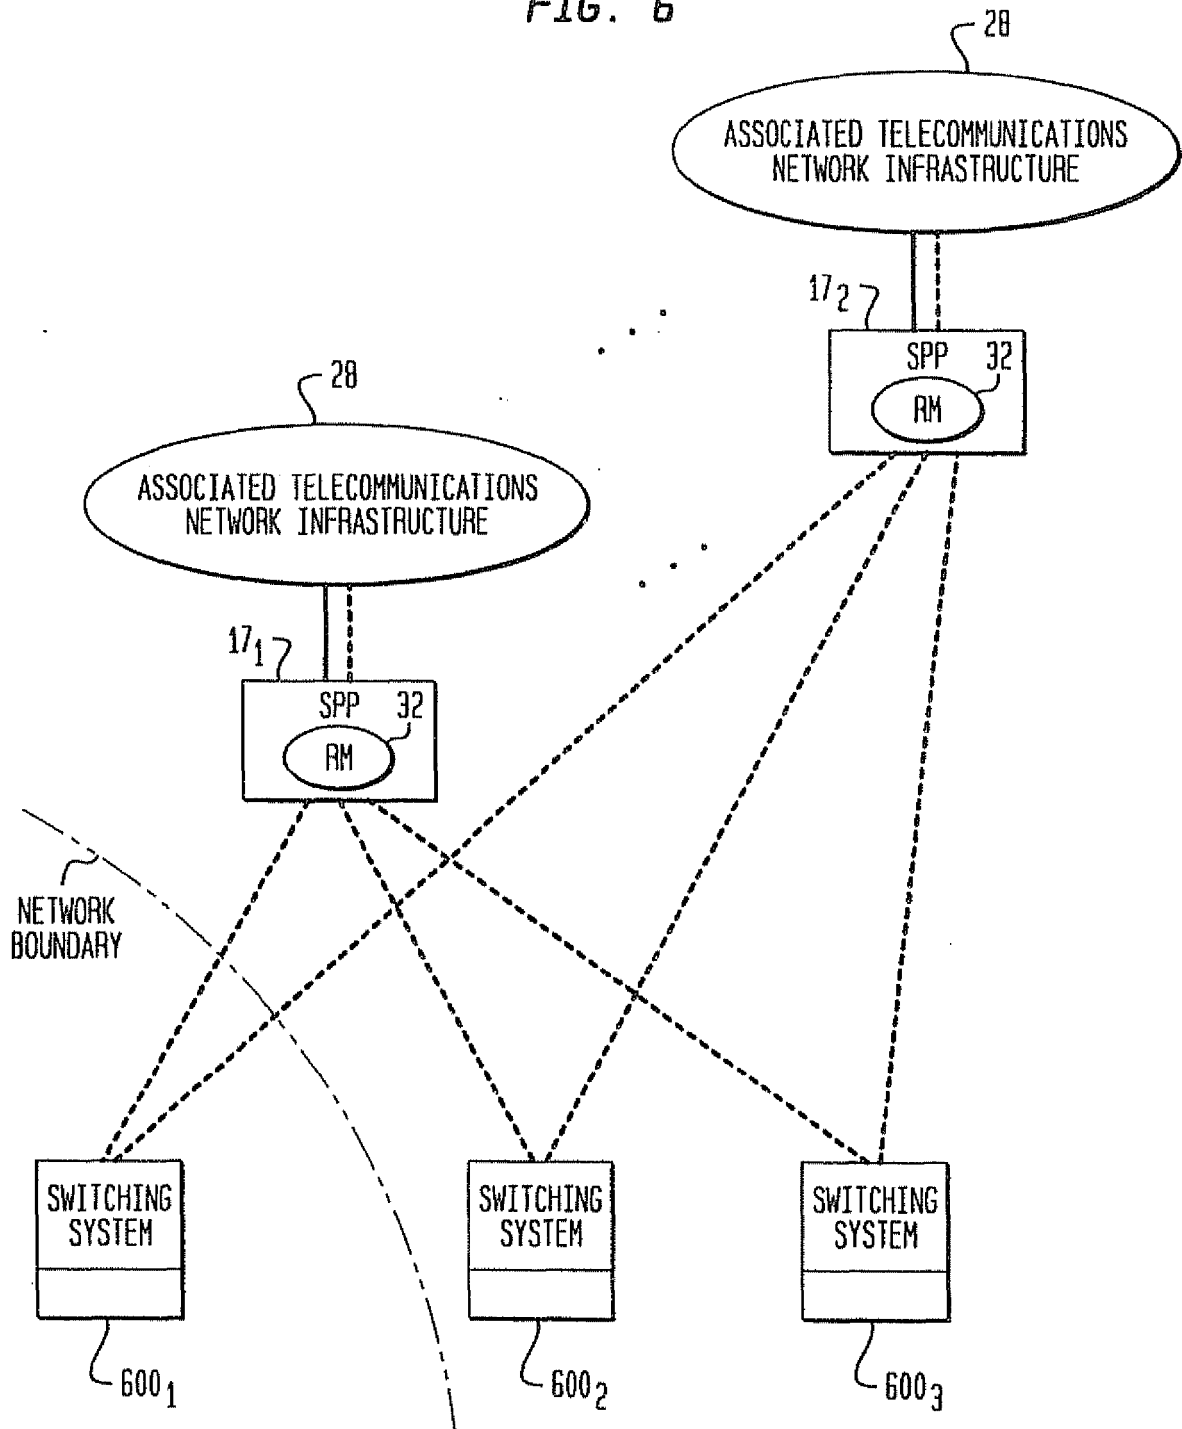 FIG. 6
28
ASSOCIATED TELECOMMUNICATIONS
NETWORK INFRASTRUCTURE
17₂
SPP
32
RM
28
ASSOCIATED TELECOMMUNICATIONS
NETWORK INFRASTRUCTURE
17₁
SPP
32
RM
NETWORK
BOUNDARY
SWITCHING
SYSTEM
SWITCHING
SYSTEM
SWITCHING
SYSTEM
600₁
600₂
600₃